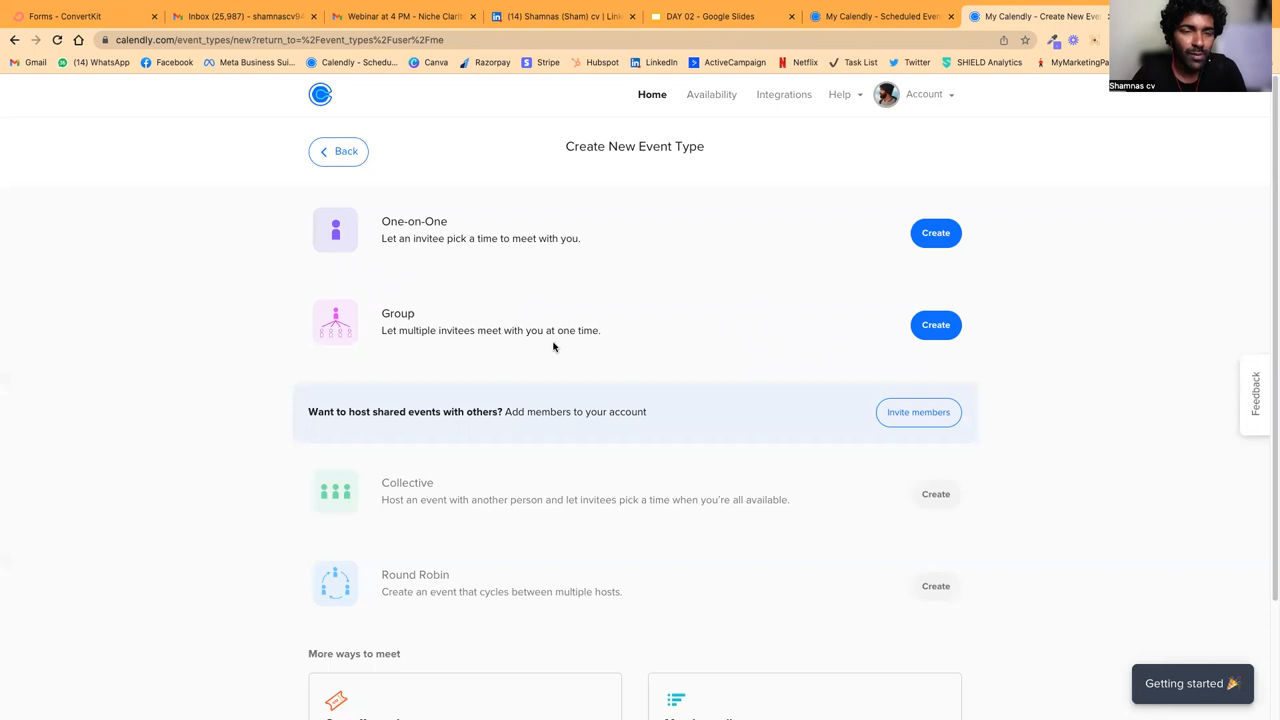 Forms - ConvertKit
Inbox (25,987) - shamnascv94
Webinar at 4 PM - Niche Clari
(14) Shamnas (Sham) cv | Link
DAY 02 - Google Slides
My Calendly - Scheduled Even
My Calendly - Create New Eve
calendly.com/event_types/new?return_to=%2Fevent_types%2Fuser%2Fme
Gmail
(14) WhatsApp
Facebook
Meta Business Sui...
Calendly - Schedu...
Canva
Razorpay
Stripe
Hubspot
LinkedIn
ActiveCampaign
Netflix
Task List
Twitter
SHIELD Analytics
MyMarketingPa
Shamnas cv
Home
Availability
Integrations
Help
Account
Back
Create New Event Type
One-on-One
Let an invitee pick a time to meet with you.
Create
Group
Let multiple invitees meet with you at one time.
Create
Want to host shared events with others? Add members to your account
Invite members
Feedback
Collective
Host an event with another person and let invitees pick a time when you're all available.
Create
Round Robin
Create an event that cycles between multiple hosts.
Create
More ways to meet
Getting started 🎉